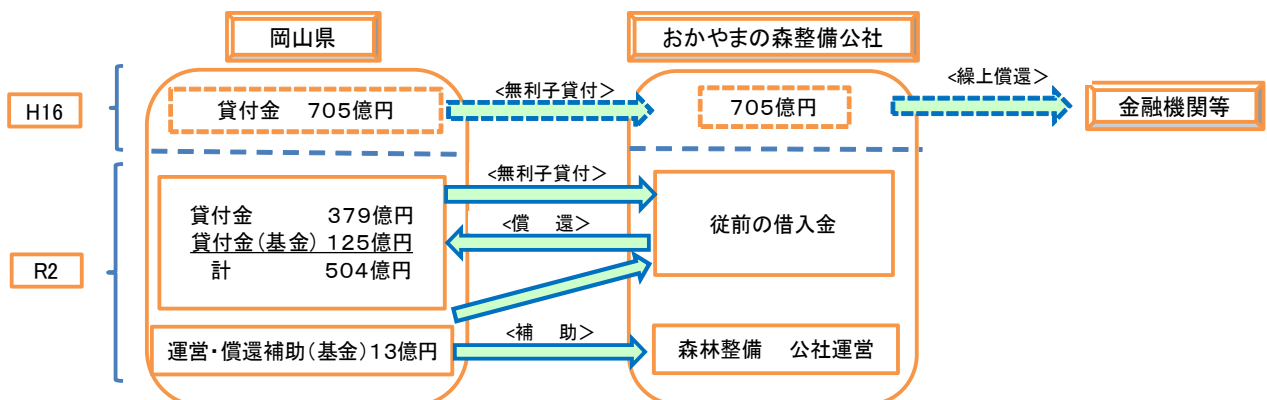 岡山県
おかやまの森整備公社
H16
貸付金　705億円
<無利子貸付>
705億円
<繰上償還>
金融機関等
R2
貸付金　　　379億円
貸付金(基金) 125億円
計　　　　504億円
<無利子貸付>
<償　還>
従前の借入金
運営・償還補助(基金)13億円
<補　助>
森林整備　公社運営